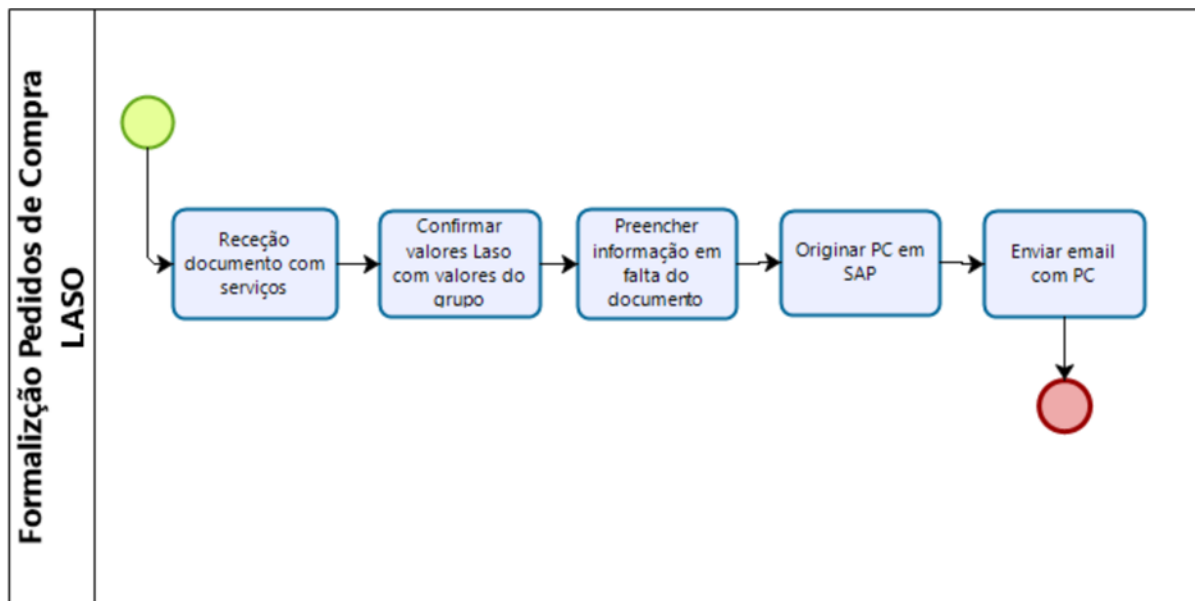 Formalizção Pedidos de Compra
LASO
Receção
documento com
serviços
Confirmar
valores Laso
com valores do
grupo
Preencher
informação em
falta do
documento
Originar PC em
SAP
Enviar email
com PC